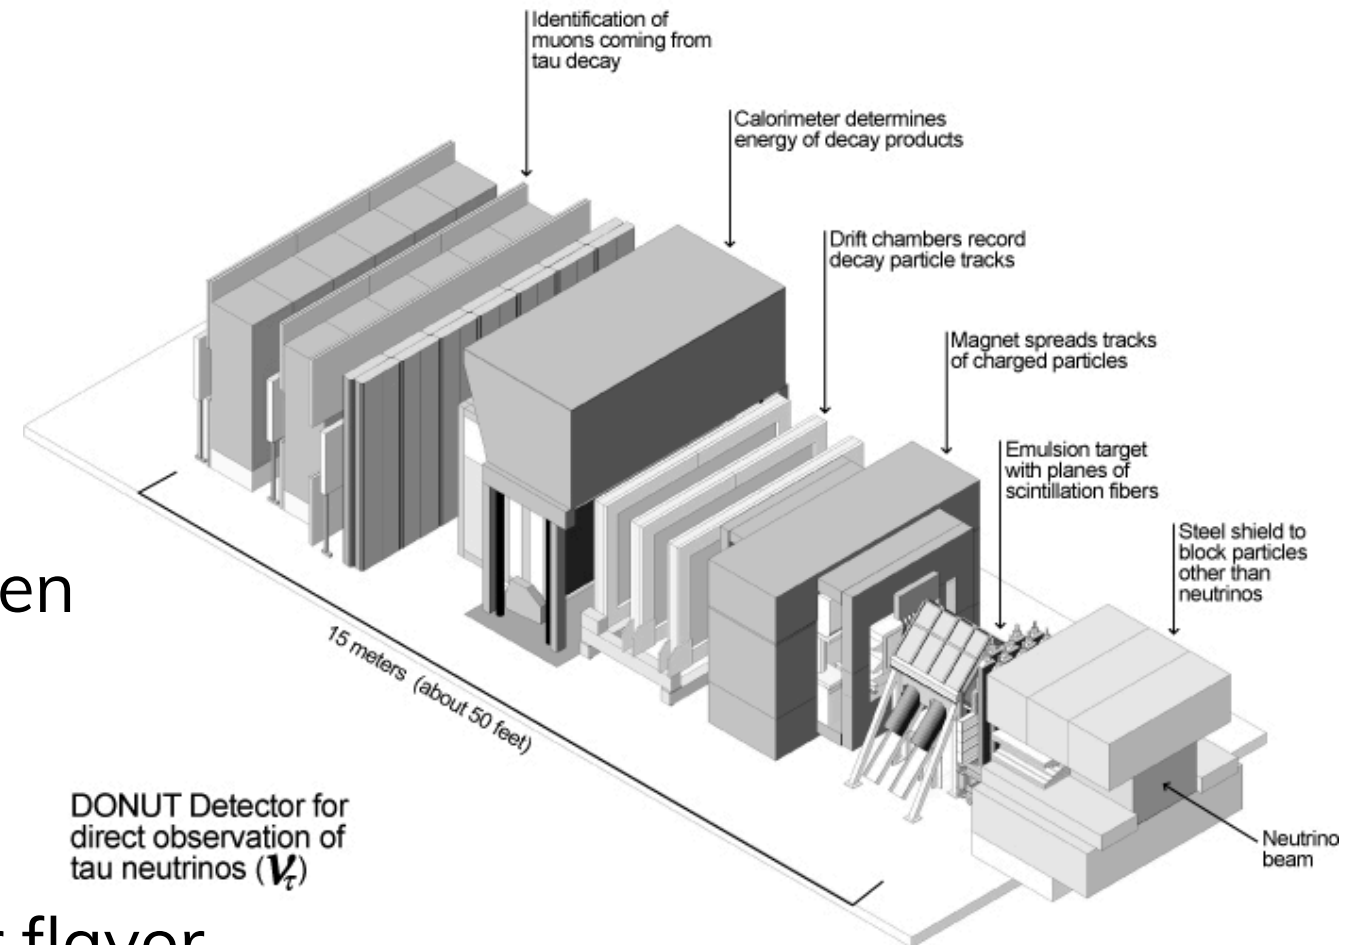 Identification of
muons coming from
tau decay
Calorimeter determines
energy of decay products
Drift chambers record
decay particle tracks
Magnet spreads tracks
of charged particles
Emulsion target
with planes of
scintillation fibers
Steel shield to
block particles
other than
neutrinos
en
15 meters (about 50 feet)
DONUT Detector for
direct observation of
tau neutrinos (ντ)
Neutrino
beam
flavor